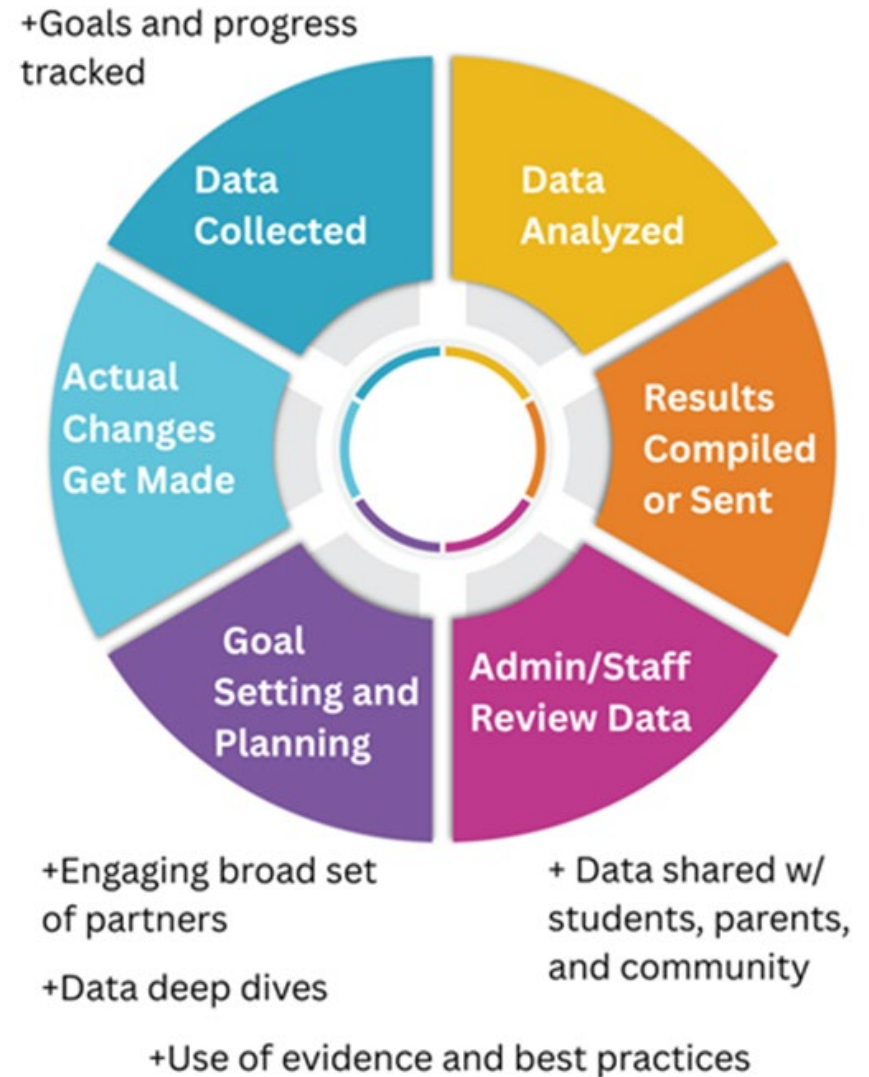 +Goals and progress
tracked
Data
Collected
Data
Analyzed
Results
Compiled
or Sent
Admin/Staff
Review Data
Goal
Setting and
Planning
Actual
Changes
Get Made
+Engaging broad set
of partners
+Data deep dives
+ Data shared w/
students, parents,
and community
+Use of evidence and best practices